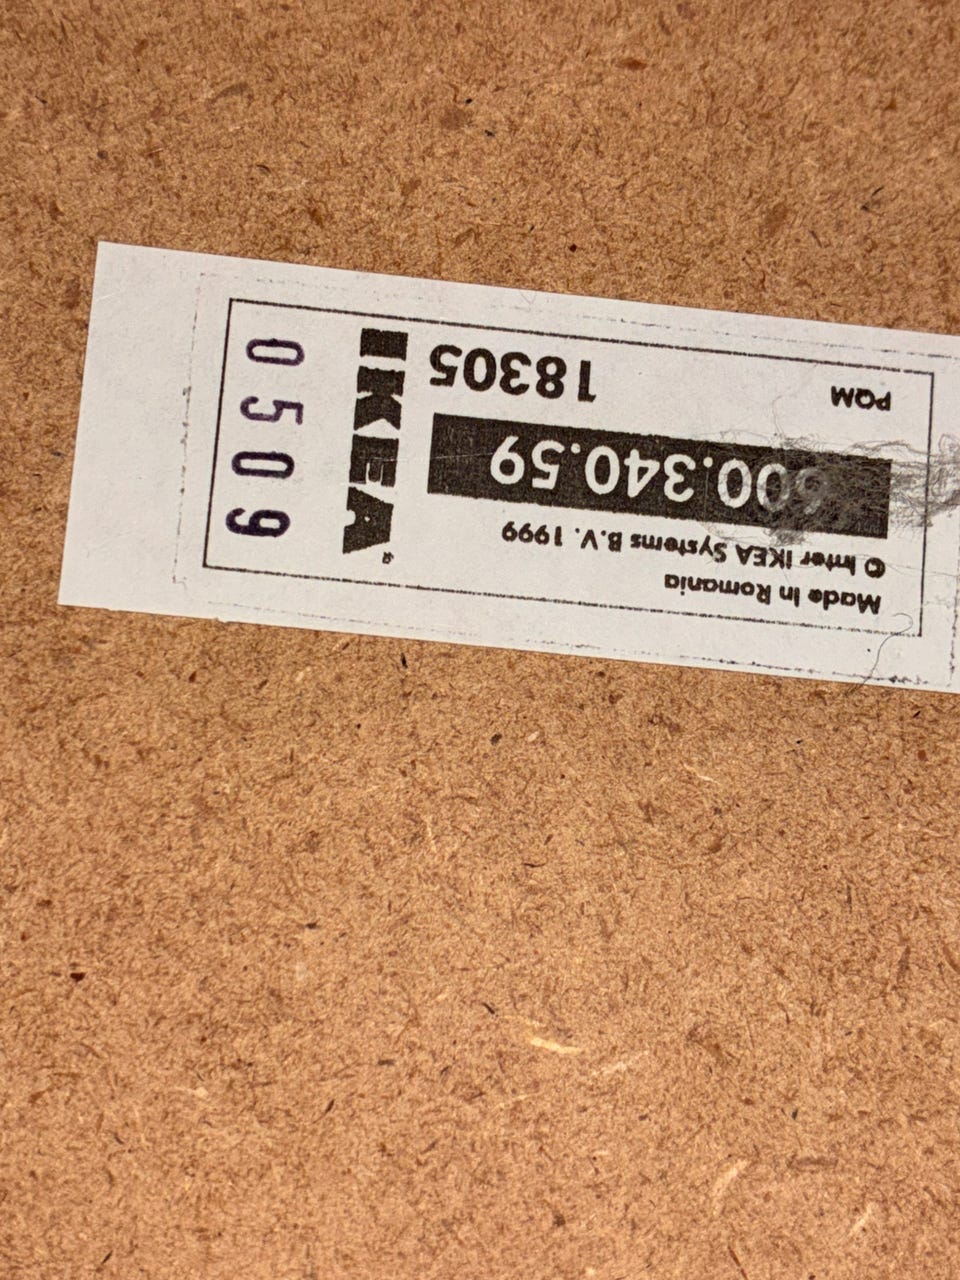 Made In Romania
© Inter IKEA Systems B.V. 1999
600.340.59
PQM 18305
IKEA®
0509